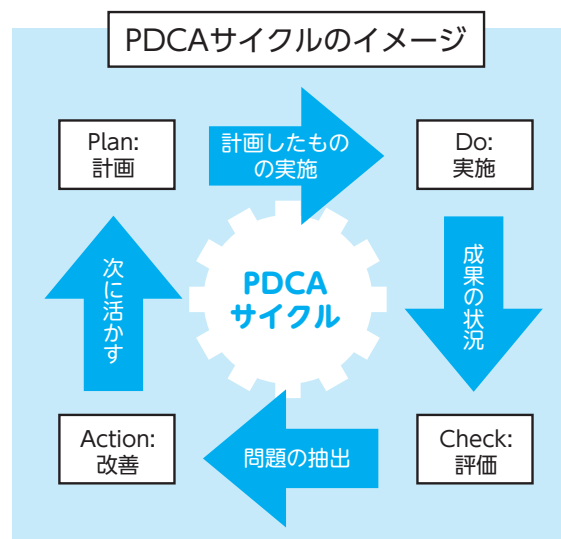 PDCAサイクルのイメージ
Plan:
計画
計画したもの
の実施
Do:
実施
成果の状況
Check:
評価
問題の抽出
Action:
改善
次に活かす
PDCA
サイクル